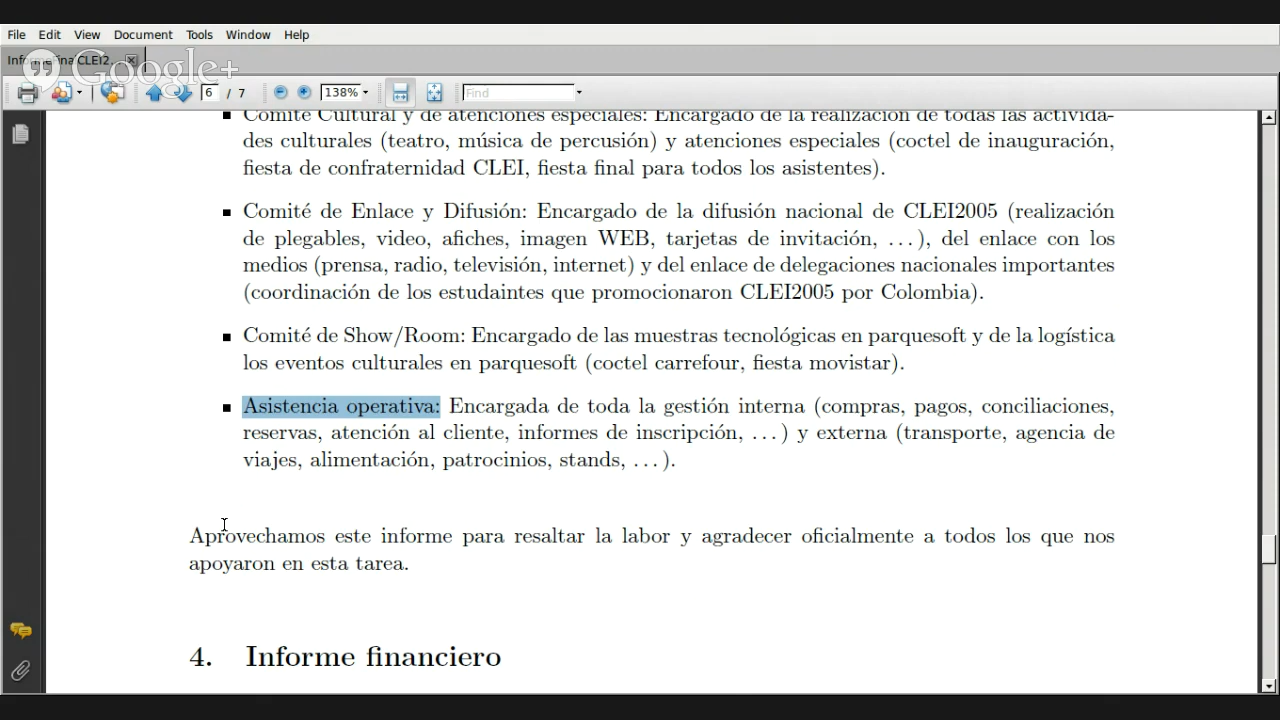 File Edit View Document Tools Window Help
InformeFinalCLEI2...
Google+
6 / 7 138% Find
Comité Cultural y de atenciones especiales: Encargado de la realización de todas las activida-
des culturales (teatro, música de percusión) y atenciones especiales (coctel de inauguración,
fiesta de confraternidad CLEI, fiesta final para todos los asistentes).
Comité de Enlace y Difusión: Encargado de la difusión nacional de CLEI2005 (realización
de plegables, video, afiches, imagen WEB, tarjetas de invitación, ...), del enlace con los
medios (prensa, radio, televisión, internet) y del enlace de delegaciones nacionales importantes
(coordinación de los estudaintes que promocionaron CLEI2005 por Colombia).
Comité de Show/Room: Encargado de las muestras tecnológicas en parquesoft y de la logística
los eventos culturales en parquesoft (coctel carrefour, fiesta movistar).
Asistencia operativa: Encargada de toda la gestión interna (compras, pagos, conciliaciones,
reservas, atención al cliente, informes de inscripción, ...) y externa (transporte, agencia de
viajes, alimentación, patrocinios, stands, ...).
Aprovechamos este informe para resaltar la labor y agradecer oficialmente a todos los que nos
apoyaron en esta tarea.
4. Informe financiero